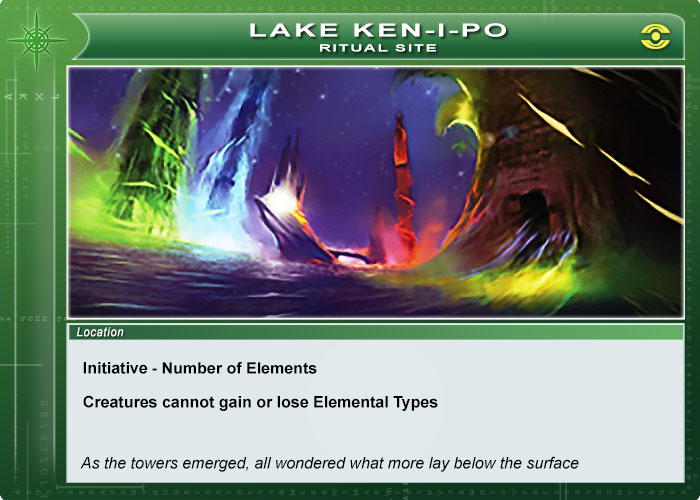 LAKE KEN-I-PO
RITUAL SITE
Location
Initiative - Number of Elements
Creatures cannot gain or lose Elemental Types
As the towers emerged, all wondered what more lay below the surface